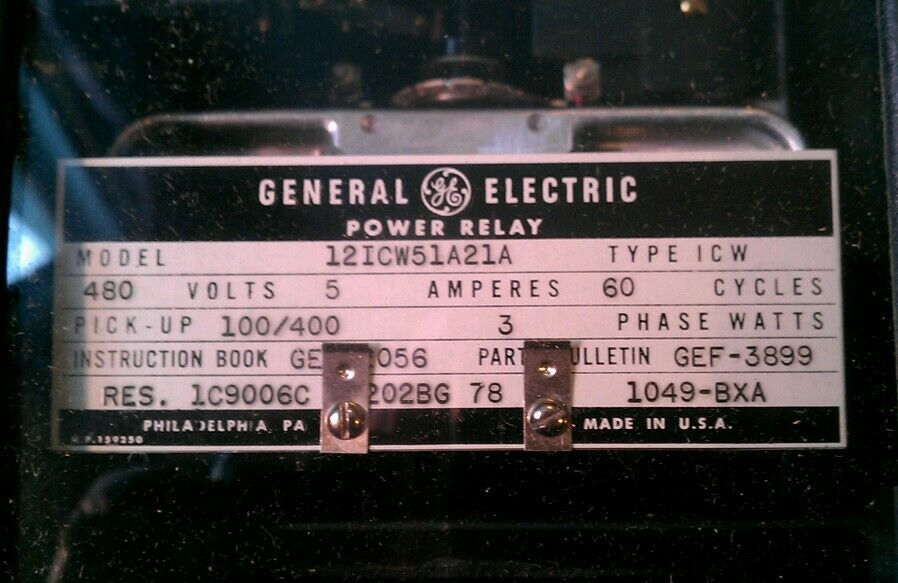 GENERAL GE ELECTRIC
POWER RELAY
MODEL 12ICW51A21A TYPE ICW
480 VOLTS 5 AMPERES 60 CYCLES
PICK-UP 100/400 3 PHASE WATTS
INSTRUCTION BOOK GE 056 PART ULLETIN GEF-3899
RES. 1C9006C 202BG 78 1049-BXA
PHILADELPHIA PA MADE IN U.S.A.
N.P.159250